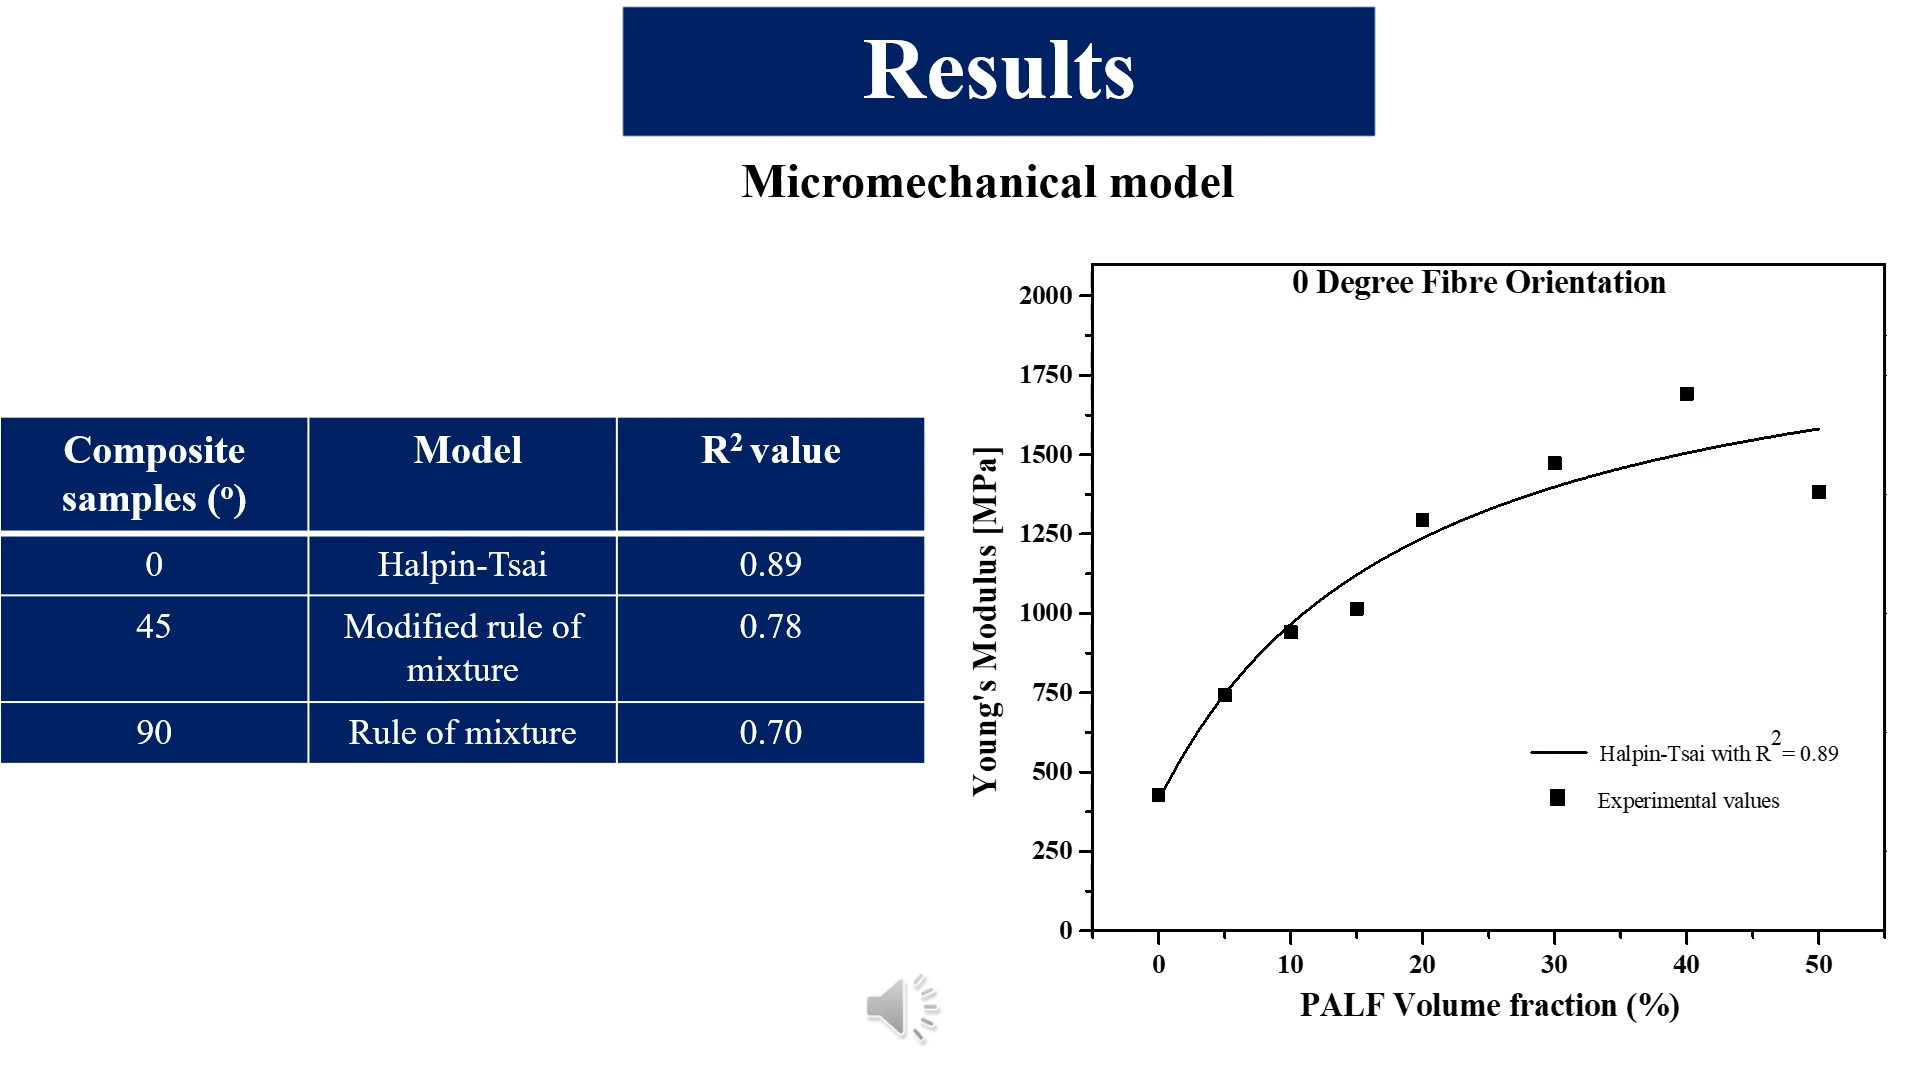 Results
Micromechanical model
Composite
samples (º)
Model
R² value
0
Halpin-Tsai
0.89
45
Modified rule of
mixture
0.78
90
Rule of mixture
0.70
0 Degree Fibre Orientation
Young's Modulus [MPa]
2000
1750
1500
1250
1000
750
500
250
0
Halpin-Tsai with R²= 0.89
Experimental values
0 10 20 30 40 50
PALF Volume fraction (%)